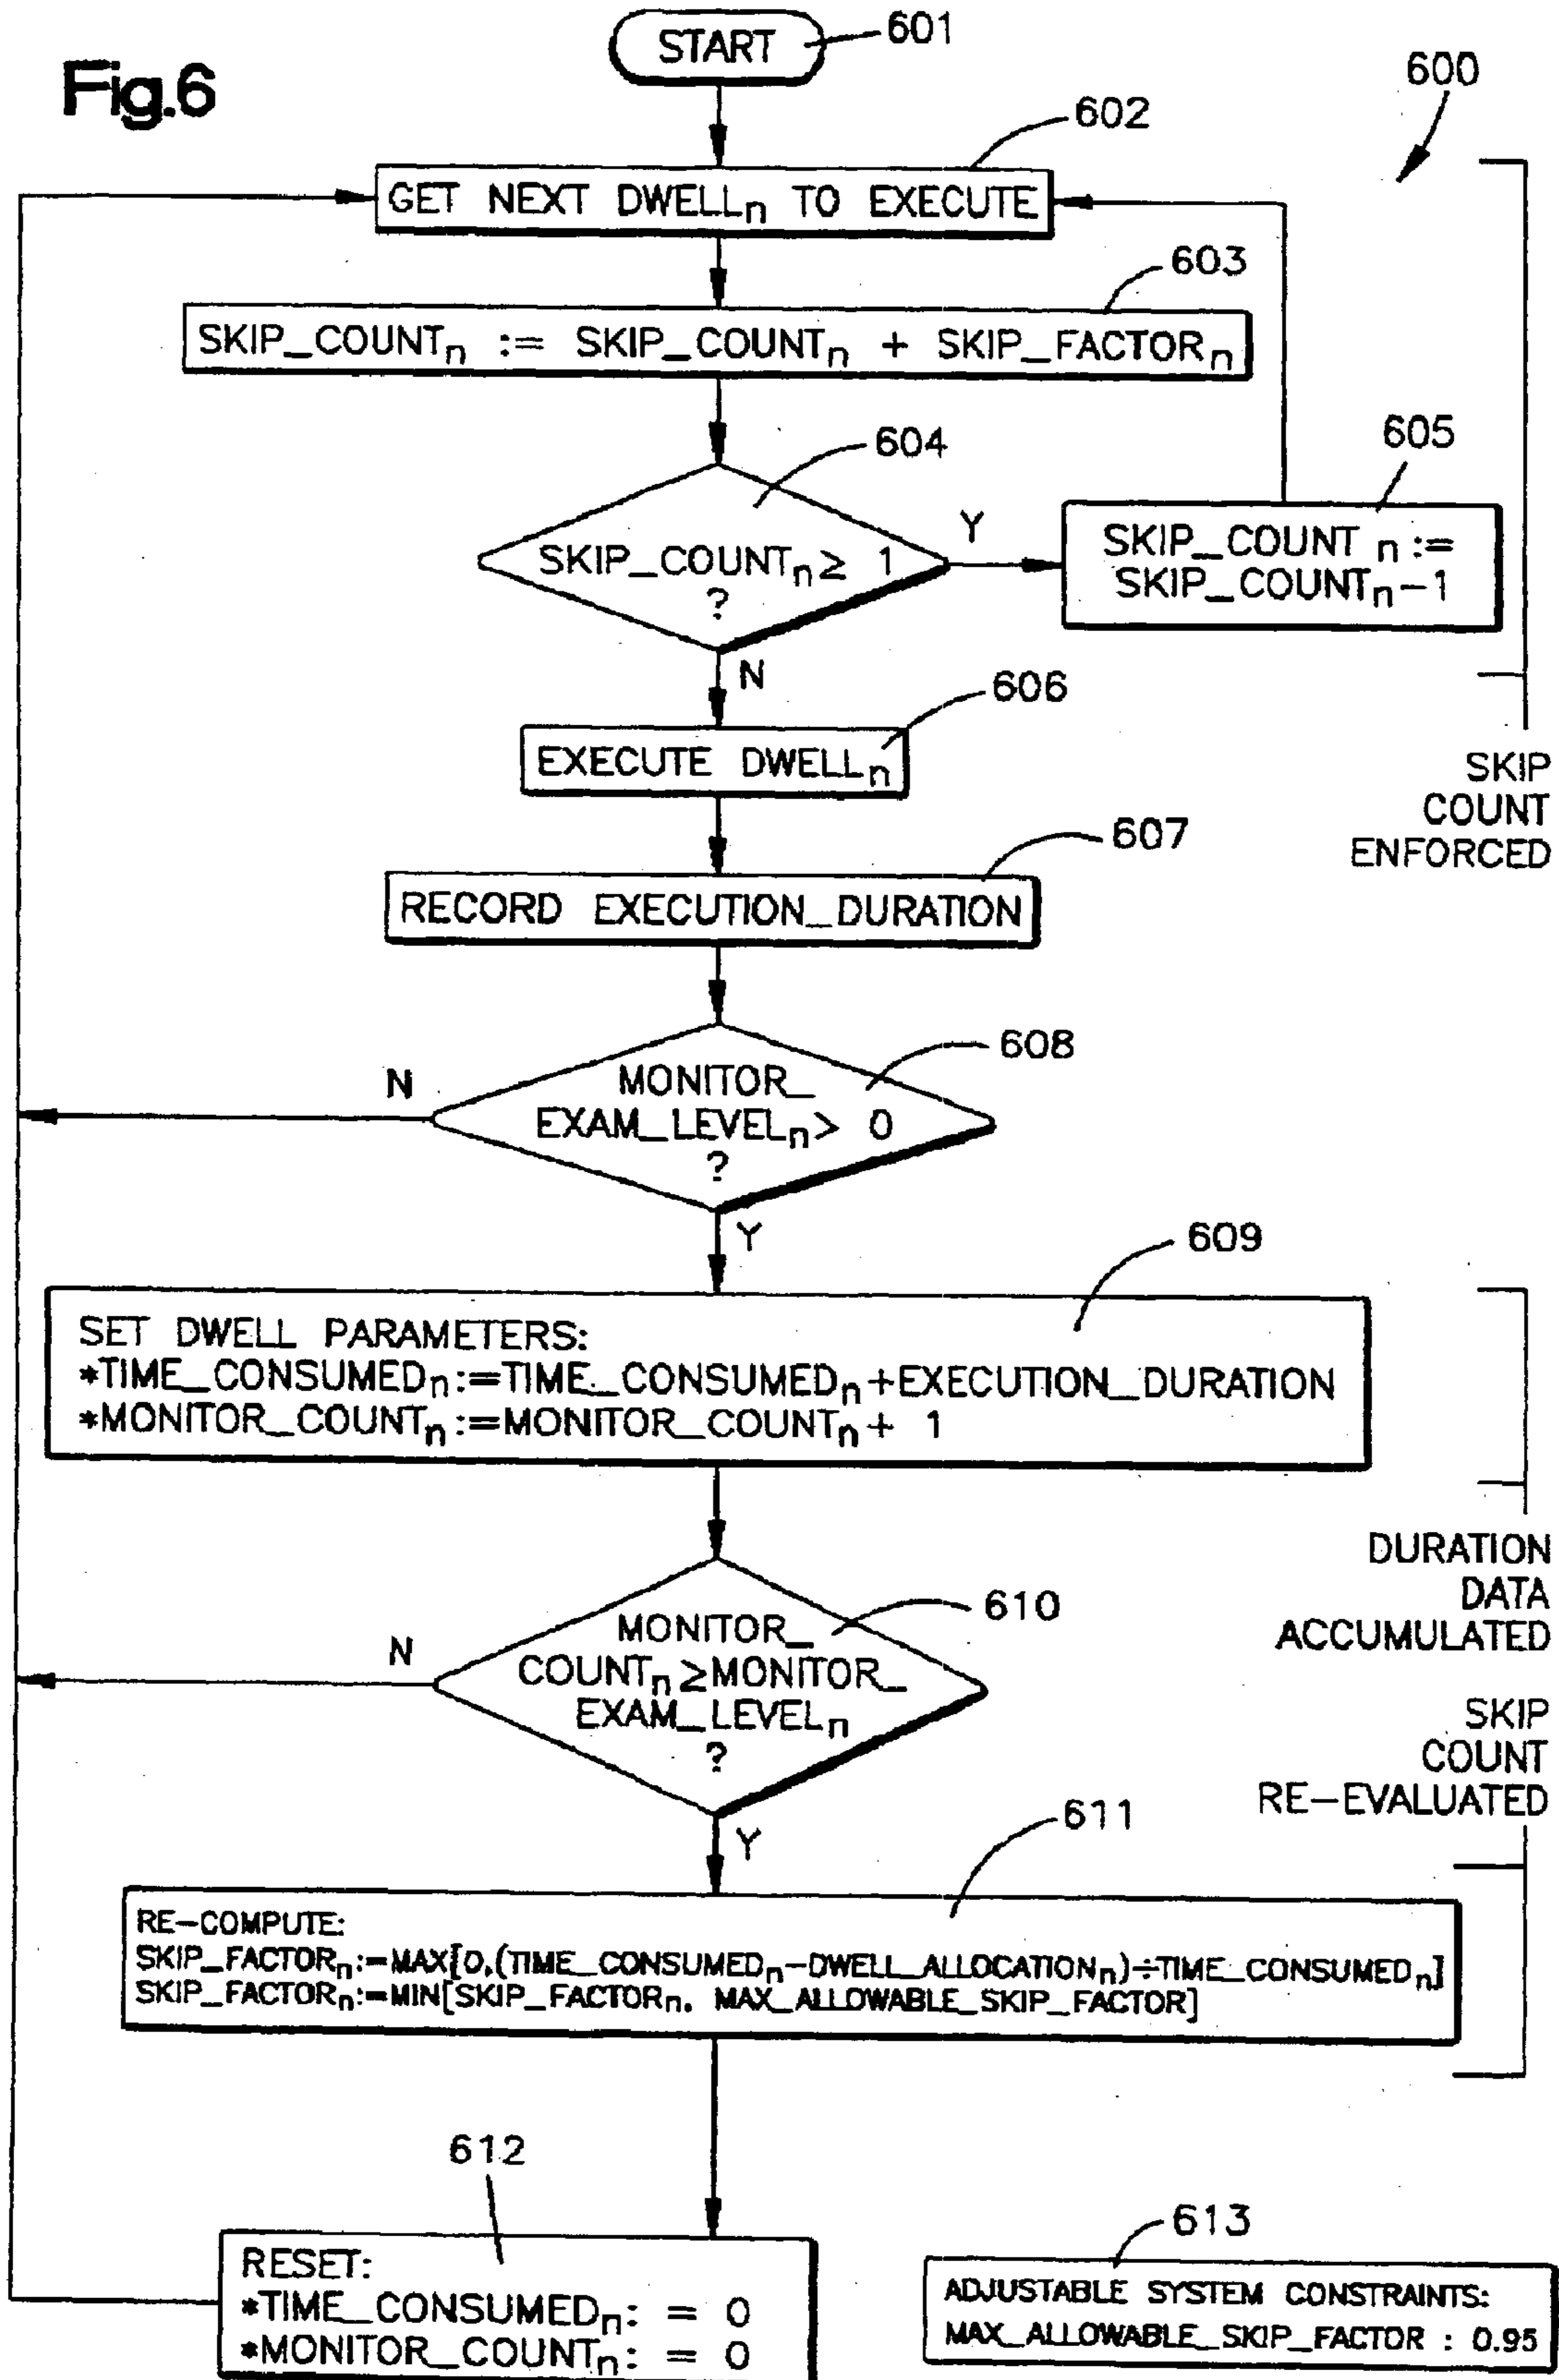 Fig.6
START
601
600
602
GET NEXT DWELLn TO EXECUTE
603
SKIP_COUNTn := SKIP_COUNTn + SKIP_FACTORn
604
605
SKIP_COUNTn ≥ 1
?
Y
SKIP_COUNT n :=
SKIP_COUNTn-1
N
606
EXECUTE DWELLn
SKIP
COUNT
ENFORCED
607
RECORD EXECUTION_DURATION
608
N
MONITOR_
EXAM_LEVELn > 0
?
Y
609
SET DWELL PARAMETERS:
*TIME_CONSUMEDn:=TIME_CONSUMEDn+EXECUTION_DURATION
*MONITOR_COUNTn:=MONITOR_COUNTn+ 1
DURATION
DATA
ACCUMULATED
610
N
MONITOR_
COUNTn ≥MONITOR_
EXAM_LEVELn
?
SKIP
COUNT
RE-EVALUATED
Y
611
RE-COMPUTE:
SKIP_FACTORn:=MAX[0,(TIME_CONSUMEDn-DWELL_ALLOCATIONn)÷TIME_CONSUMEDn]
SKIP_FACTORn:=MIN[SKIP_FACTORn, MAX_ALLOWABLE_SKIP_FACTOR]
612
RESET:
*TIME_CONSUMEDn: = 0
*MONITOR_COUNTn: = 0
613
ADJUSTABLE SYSTEM CONSTRAINTS:
MAX_ALLOWABLE_SKIP_FACTOR : 0.95